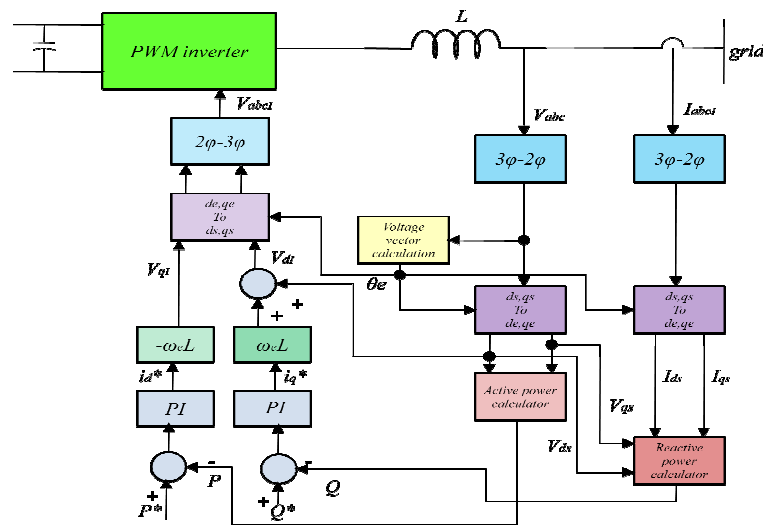 L
PWM inverter
grid
Vabci
Vabc
Iabci
2φ-3φ
3φ-2φ
3φ-2φ
de,qe
To
ds,qs
Voltage
vector
calculation
VqI
VdI
θe
+
+
ds,qs
To
de,qe
ds,qs
To
de,qe
-ωeL
ωeL
id*
iq*
Ids
Iqs
Vqs
PI
PI
Active power
calculator
Vds
Reactive
power
calculator
-
P
-
Q
+
P*
+
Q*